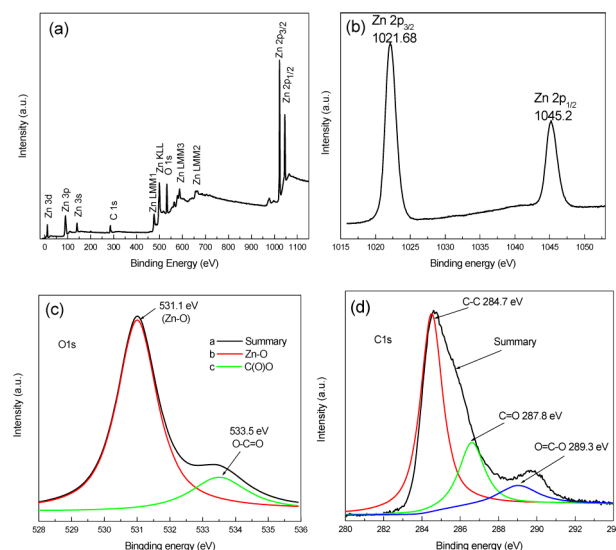 (a)
Zn 3d
Zn 3p
Zn 3s
C 1s
Zn LMM1
Zn KLL
O 1s
Zn LMM3
Zn LMM2
Zn 2p3/2
Zn 2p1/2
Intensity (a.u.)
0 100 200 300 400 500 600 700 800 900 1000 1100
Binding Energy (eV)
(b)
Zn 2p3/2
1021.68
Zn 2p1/2
1045.2
Intensity (a.u.)
1015 1020 1025 1030 1035 1040 1045 1050
Binding Energy (eV)
(c)
O1s
531.1 eV
(Zn-O)
a Summary
b Zn-O
c C(O)O
533.5 eV
O-C=O
Intensity (a.u.)
528 529 530 531 532 533 534 535 536
Bingding energy (eV)
(d)
C1s
C-C 284.7 eV
Summary
C=O 287.8 eV
O=C-O 289.3 eV
Intensity (a.u.)
280 282 284 286 288 290 292
Binding energy (eV)